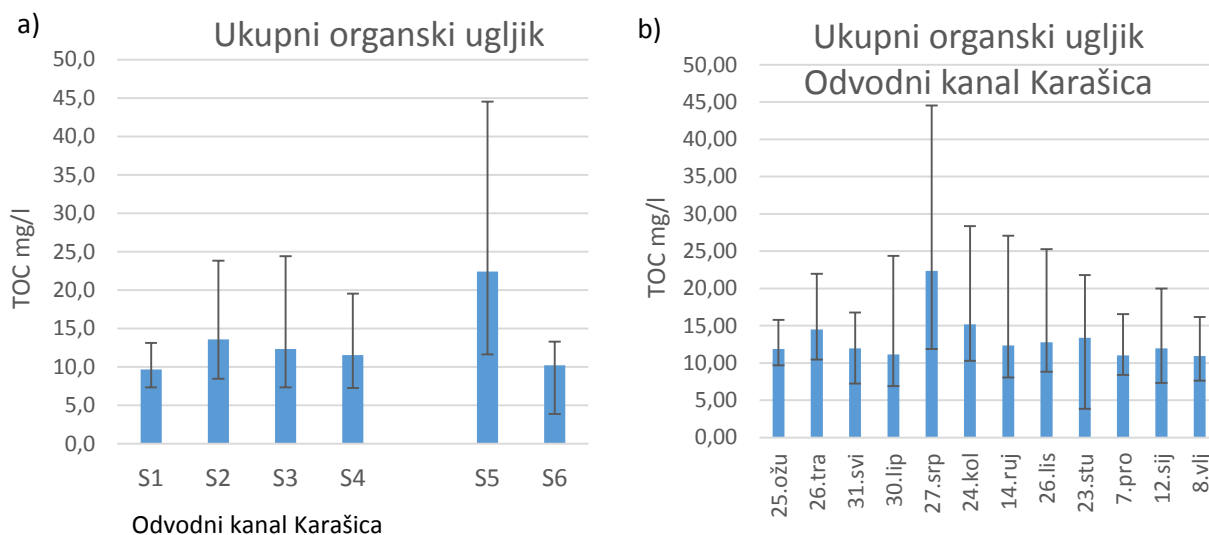 a)
Ukupni organski ugljik
50,0
45,0
40,0
35,0
30,0
25,0
20,0
15,0
10,0
5,0
0,0
TOC mg/l
S1 S2 S3 S4 S5 S6
Odvodni kanal Karašica
b)
Ukupni organski ugljik
Odvodni kanal Karašica
50,00
45,00
40,00
35,00
30,00
25,00
20,00
15,00
10,00
5,00
0,00
TOC mg/l
25.ožu
26.tra
31.svi
30.lip
27.srp
24.kol
14.ruj
26.lis
23.stu
7.pro
12.sij
8.vlj